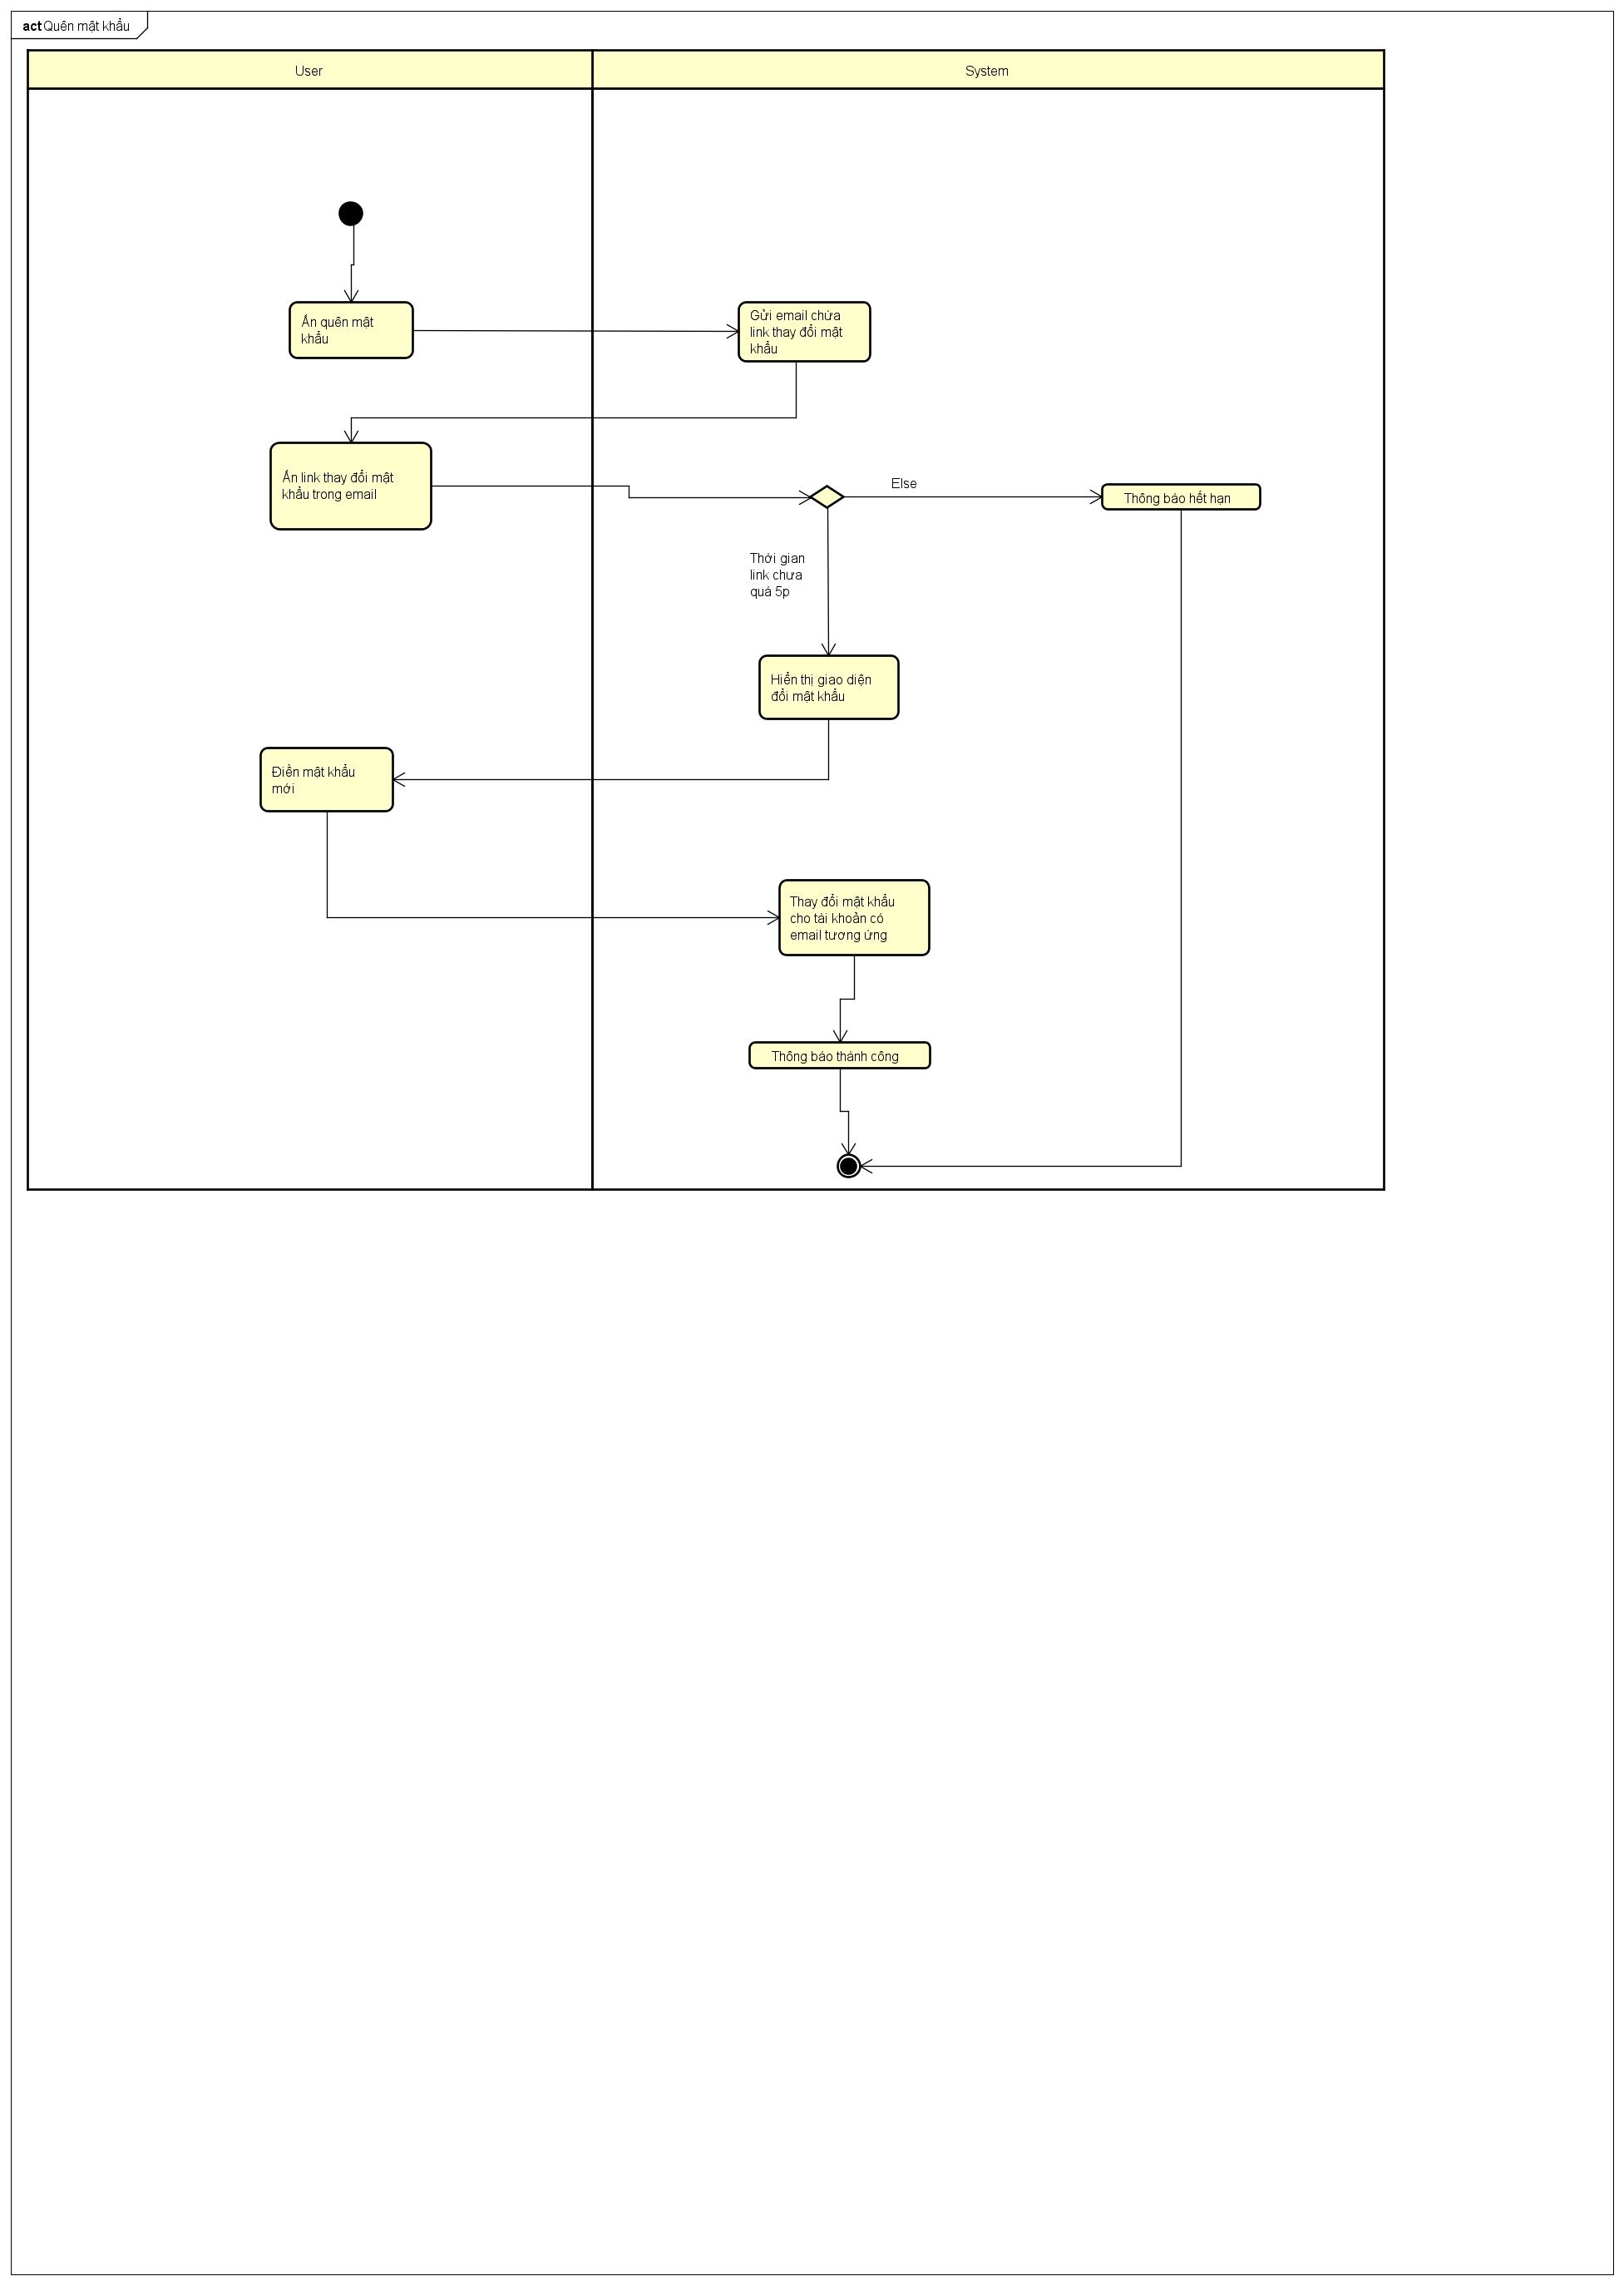 act Quên mật khẩu
User
System
Ấn quên mật
khẩu
Gửi email chứa
link thay đổi mật
khẩu
Ấn link thay đổi mật
khẩu trong email
Else
Thông báo hết hạn
Thời gian
link chưa
quá 5p
Hiển thị giao diện
đổi mật khẩu
Điền mật khẩu
mới
Thay đổi mật khẩu
cho tài khoản có
email tương ứng
Thông báo thành công